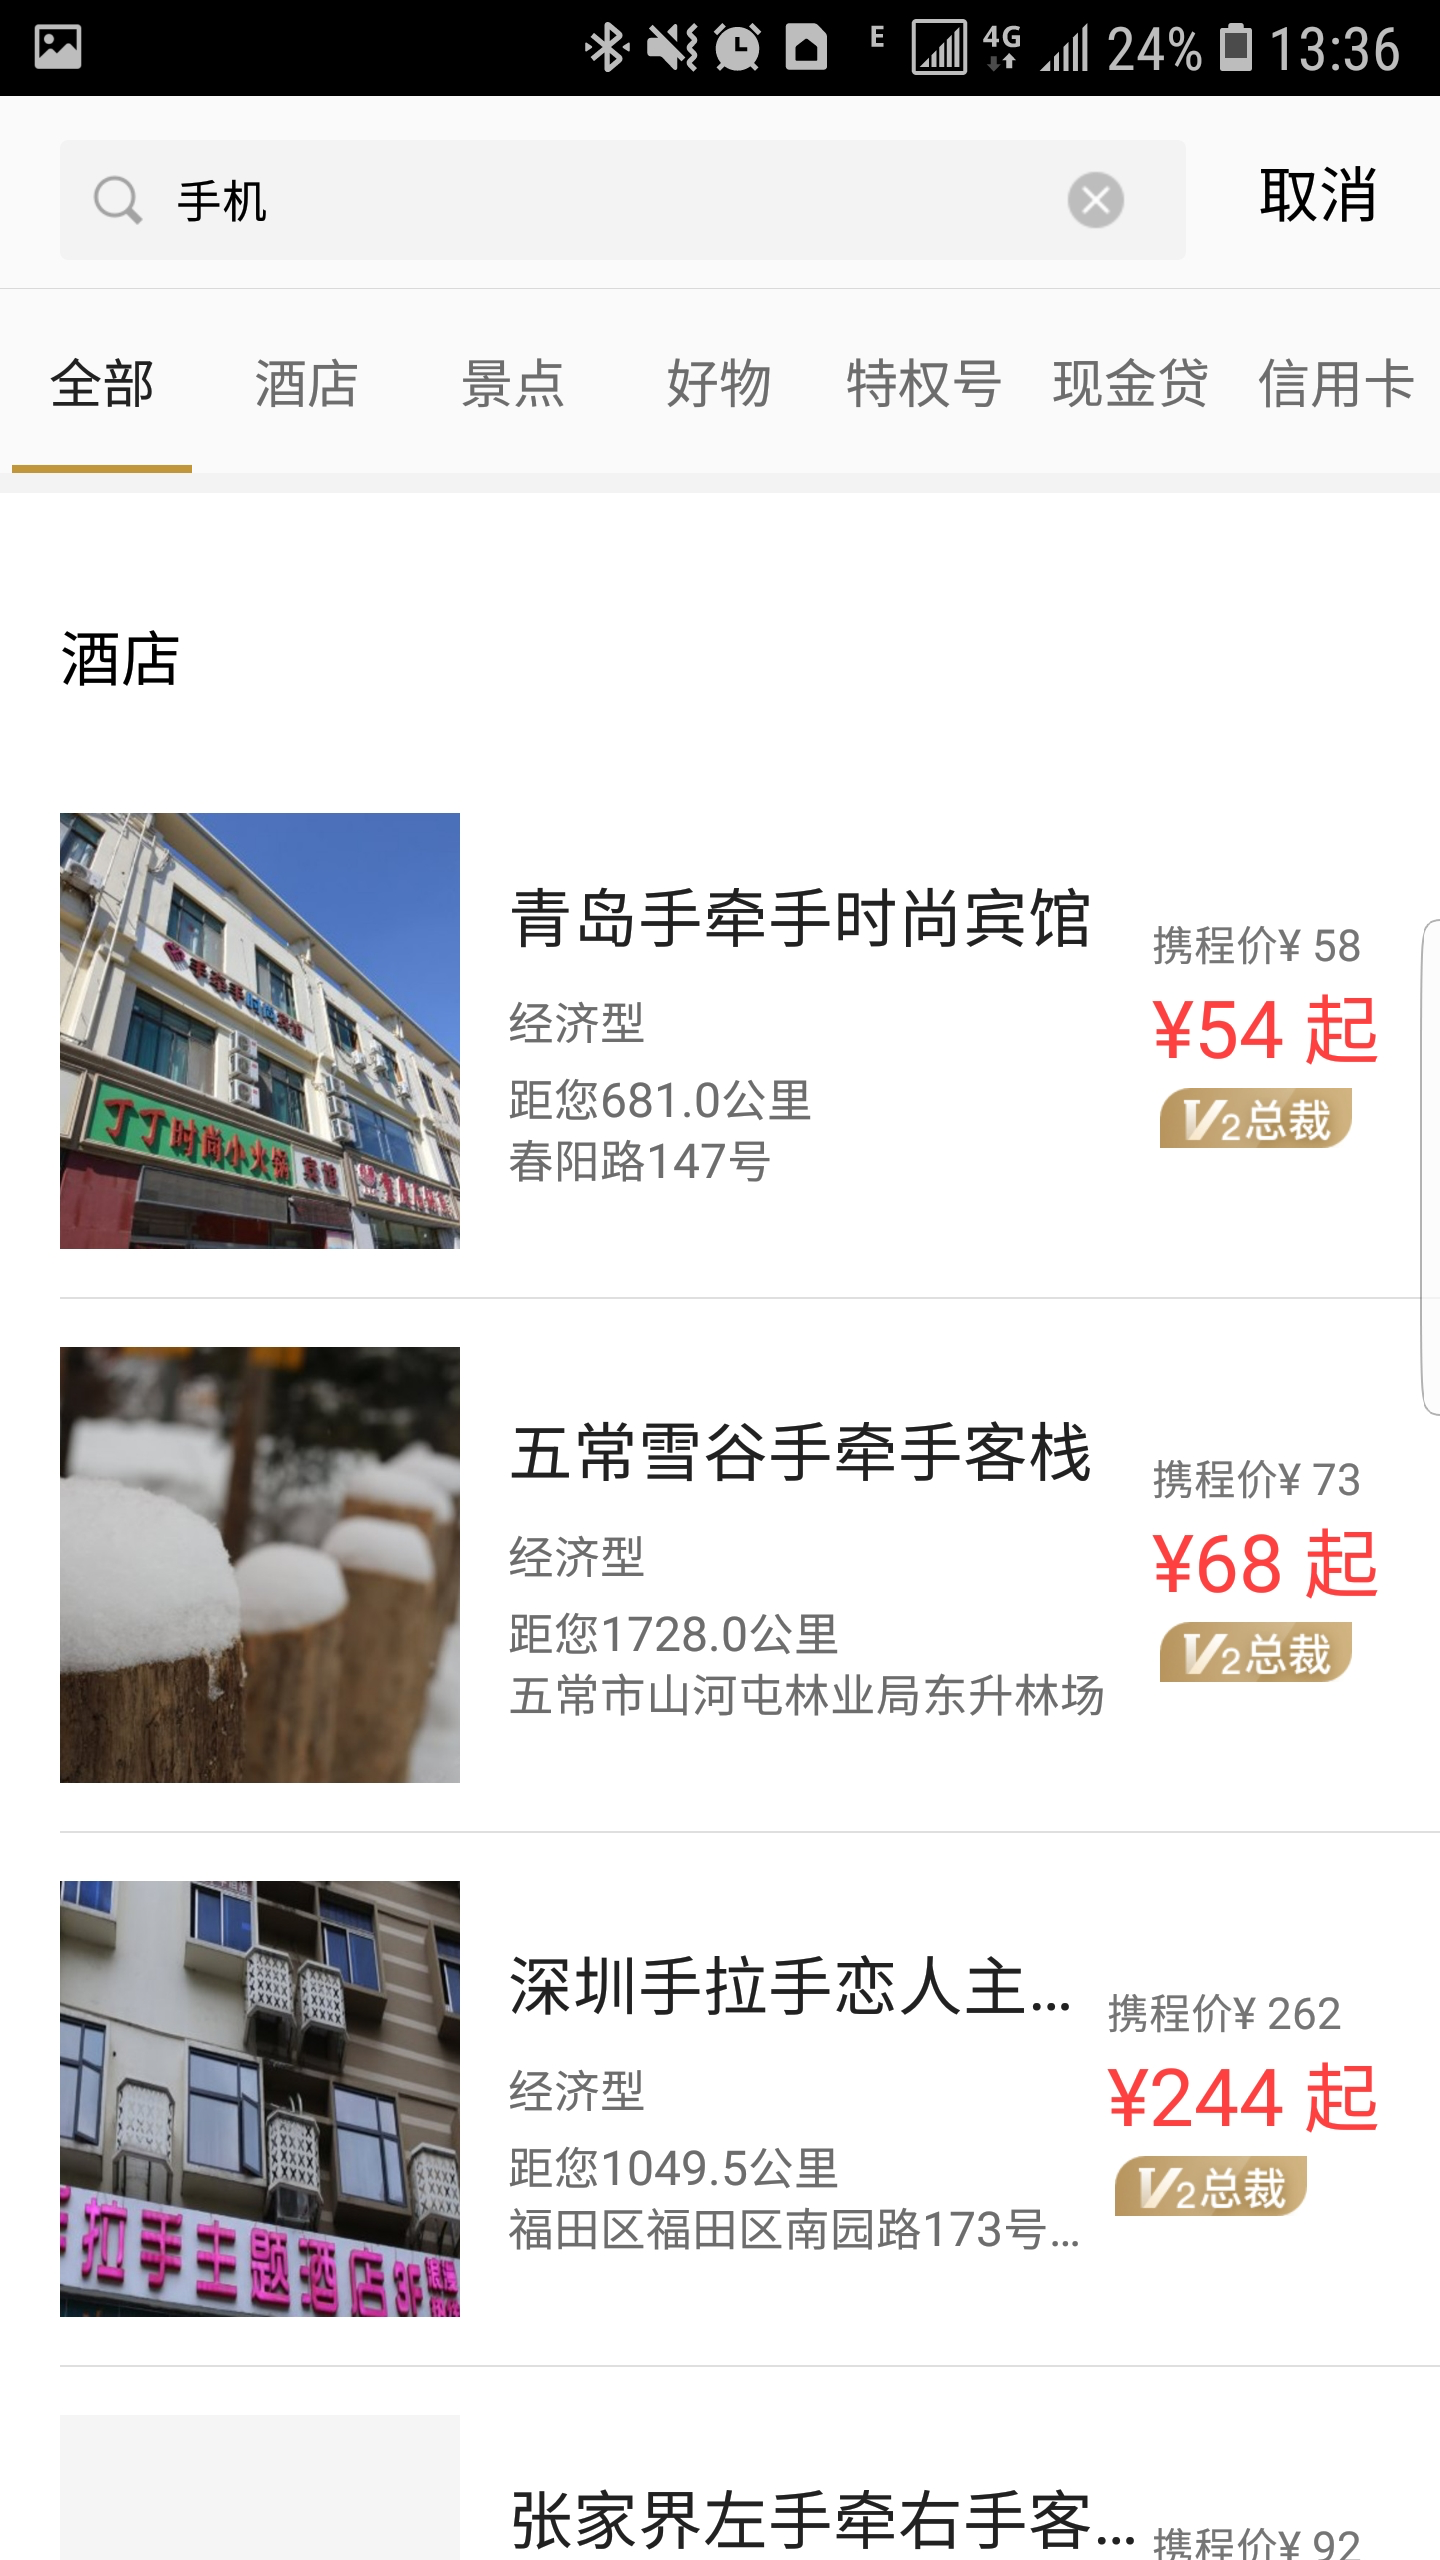 E 4G 24% 13:36
手机
取消
全部 酒店 景点 好物 特权号 现金贷 信用卡
酒店
青岛手牵手时尚宾馆
携程价¥ 58
经济型
¥54 起
距您681.0公里
V2总裁
春阳路147号
手牵手时尚宾馆
丁丁时尚小火锅
宾馆
五常雪谷手牵手客栈
携程价¥ 73
经济型
¥68 起
距您1728.0公里
V2总裁
五常市山河屯林业局东升林场
深圳手拉手恋人主...
携程价¥ 262
经济型
¥244 起
距您1049.5公里
V2总裁
福田区福田区南园路173号...
拉手主题酒店3F
张家界左手牵右手客...
携程价¥ 92